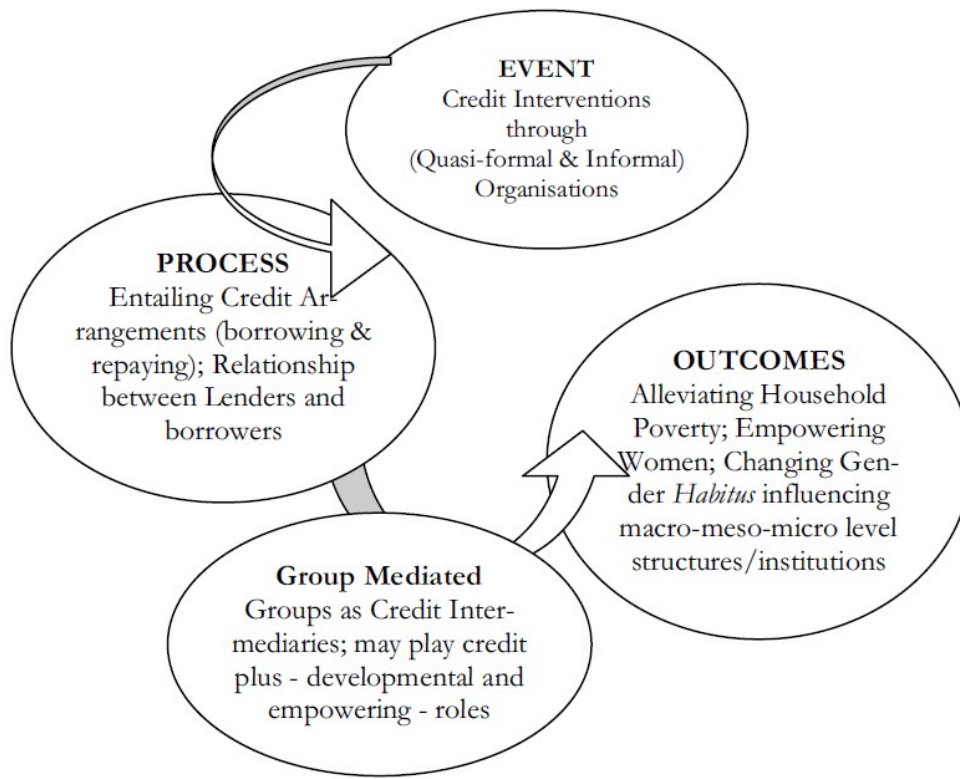 EVENT
Credit Interventions
through
(Quasi-formal & Informal)
Organisations
PROCESS
Entailing Credit Ar-
rangements (borrowing &
repaying); Relationship
between Lenders and
borrowers
OUTCOMES
Alleviating Household
Poverty; Empowering
Women; Changing Gen-
der Habitus influencing
macro-meso-micro level
structures/institutions
Group Mediated
Groups as Credit Inter-
mediaries; may play credit
plus - developmental and
empowering - roles